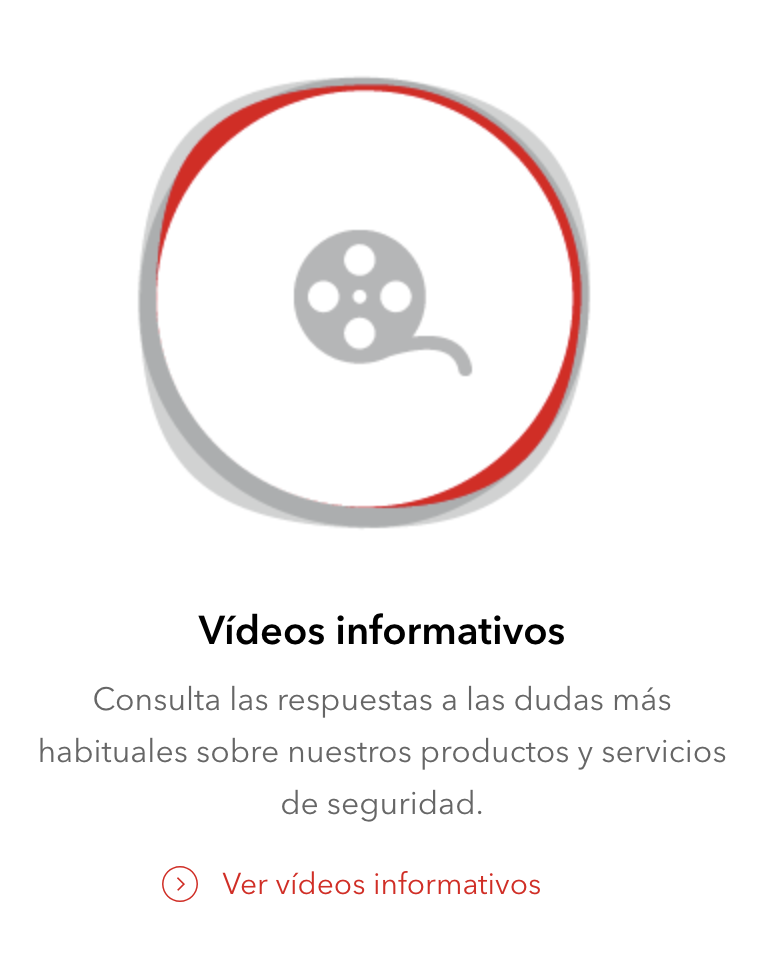 Vídeos informativos
Consulta las respuestas a las dudas más
habituales sobre nuestros productos y servicios
de seguridad.
Ver vídeos informativos